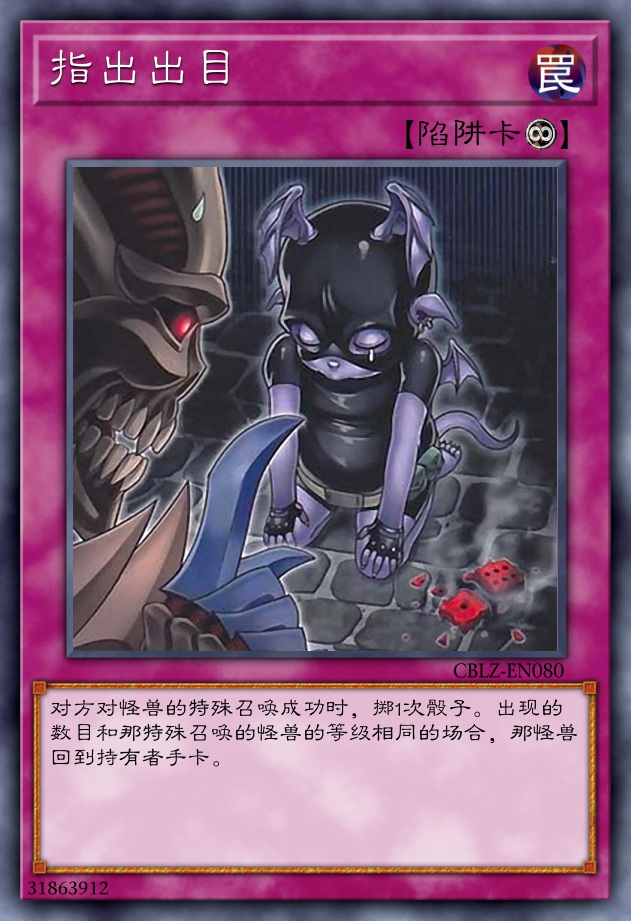 指出出目
罠
【陷阱卡♾】
CBLZ-EN080
对方对怪兽的特殊召唤成功时，掷1次骰子。出现的
数目和那特殊召唤的怪兽的等级相同的场合，那怪兽
回到持有者手卡。
31863912